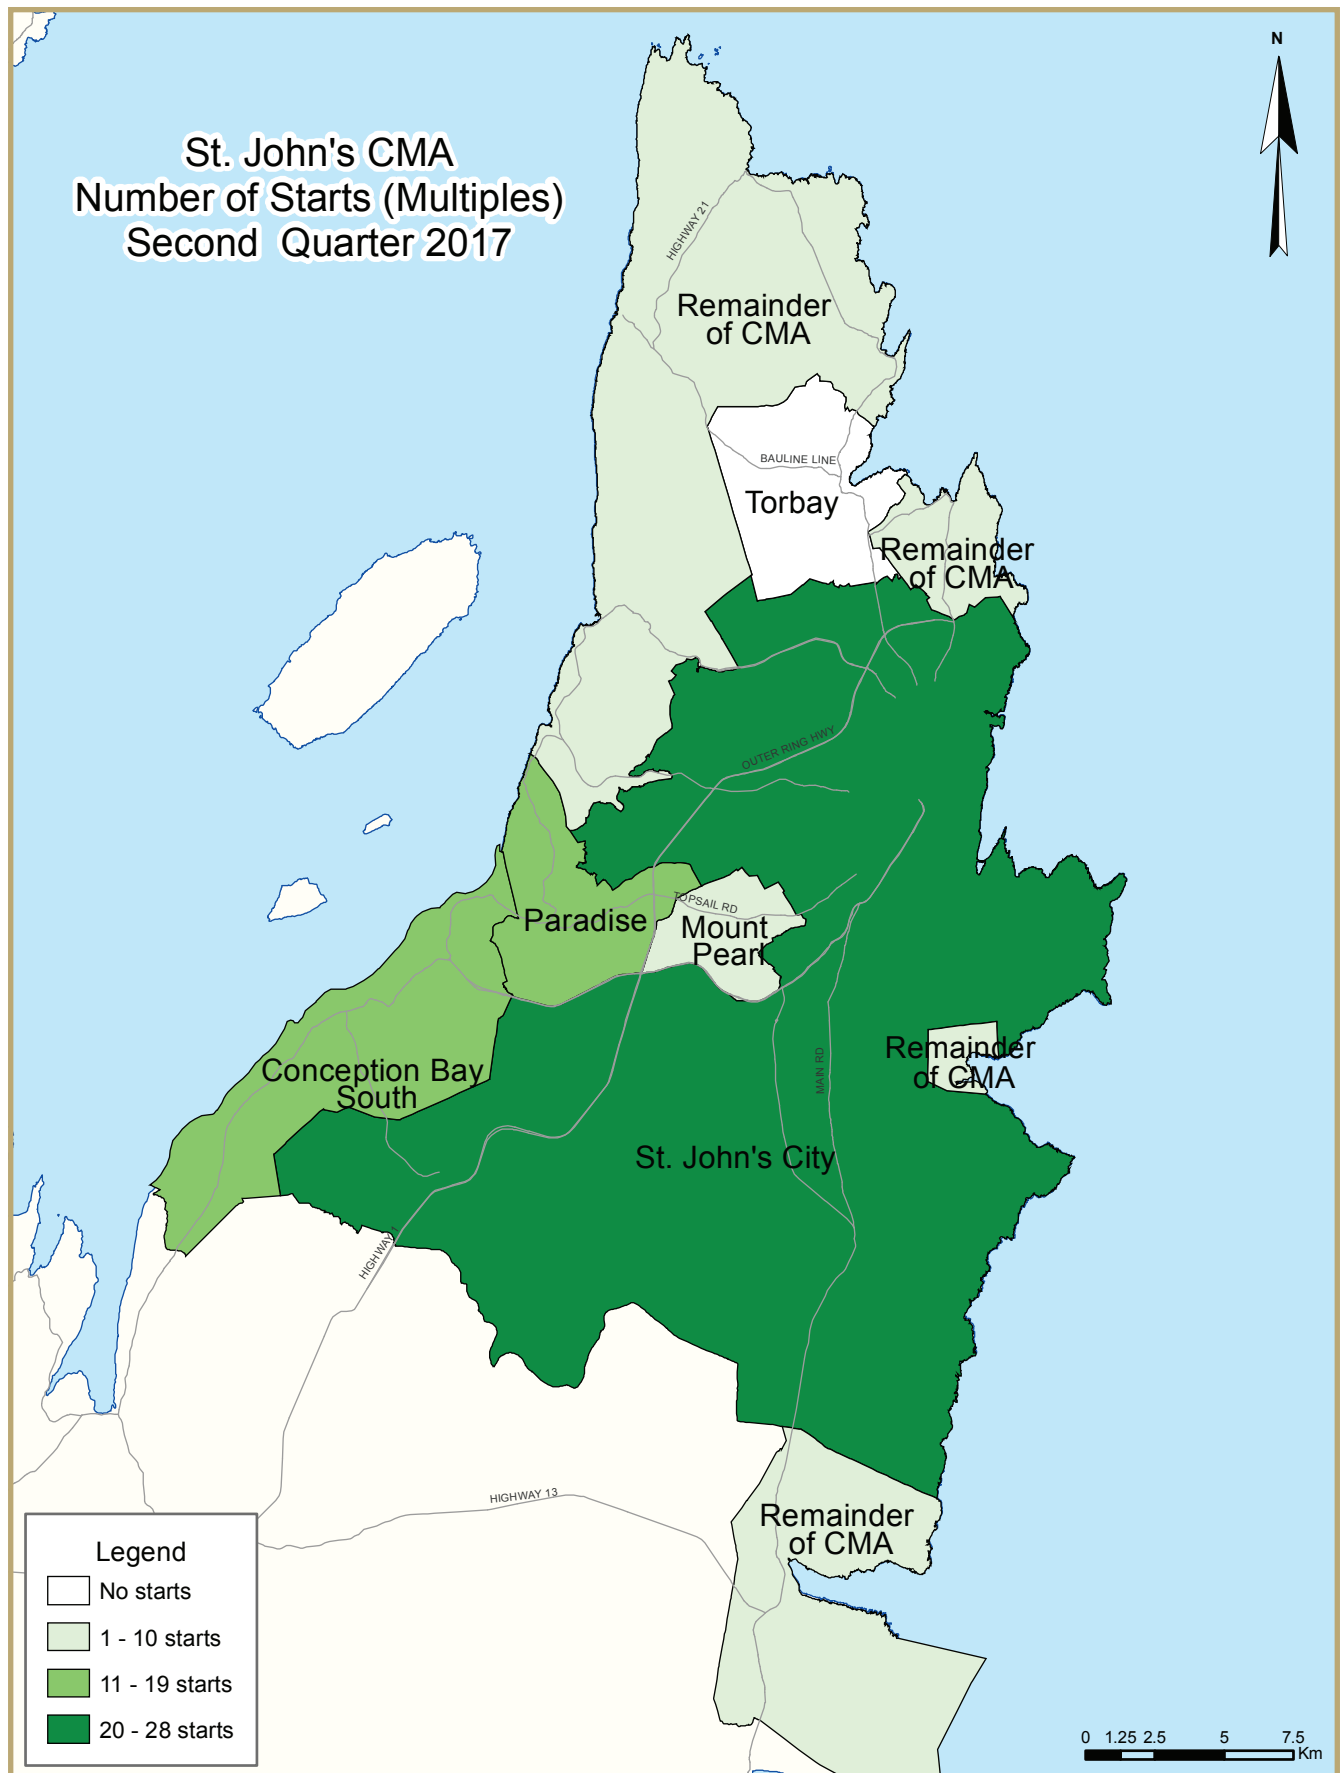 St. John's CMA
Number of Starts (Multiples)
Second Quarter 2017
N
HIGHWAY 21
Remainder
of CMA
BAULINE LINE
Torbay
Remainder
of CMA
OUTER RING HWY
TOPSAIL RD
Paradise
Mount
Pearl
Remainder
of CMA
MAIN RD
Conception Bay
South
St. John's City
HIGHWAY 1
HIGHWAY 13
Remainder
of CMA
Legend
No starts
1 - 10 starts
11 - 19 starts
20 - 28 starts
0 1.25 2.5 5 7.5
Km